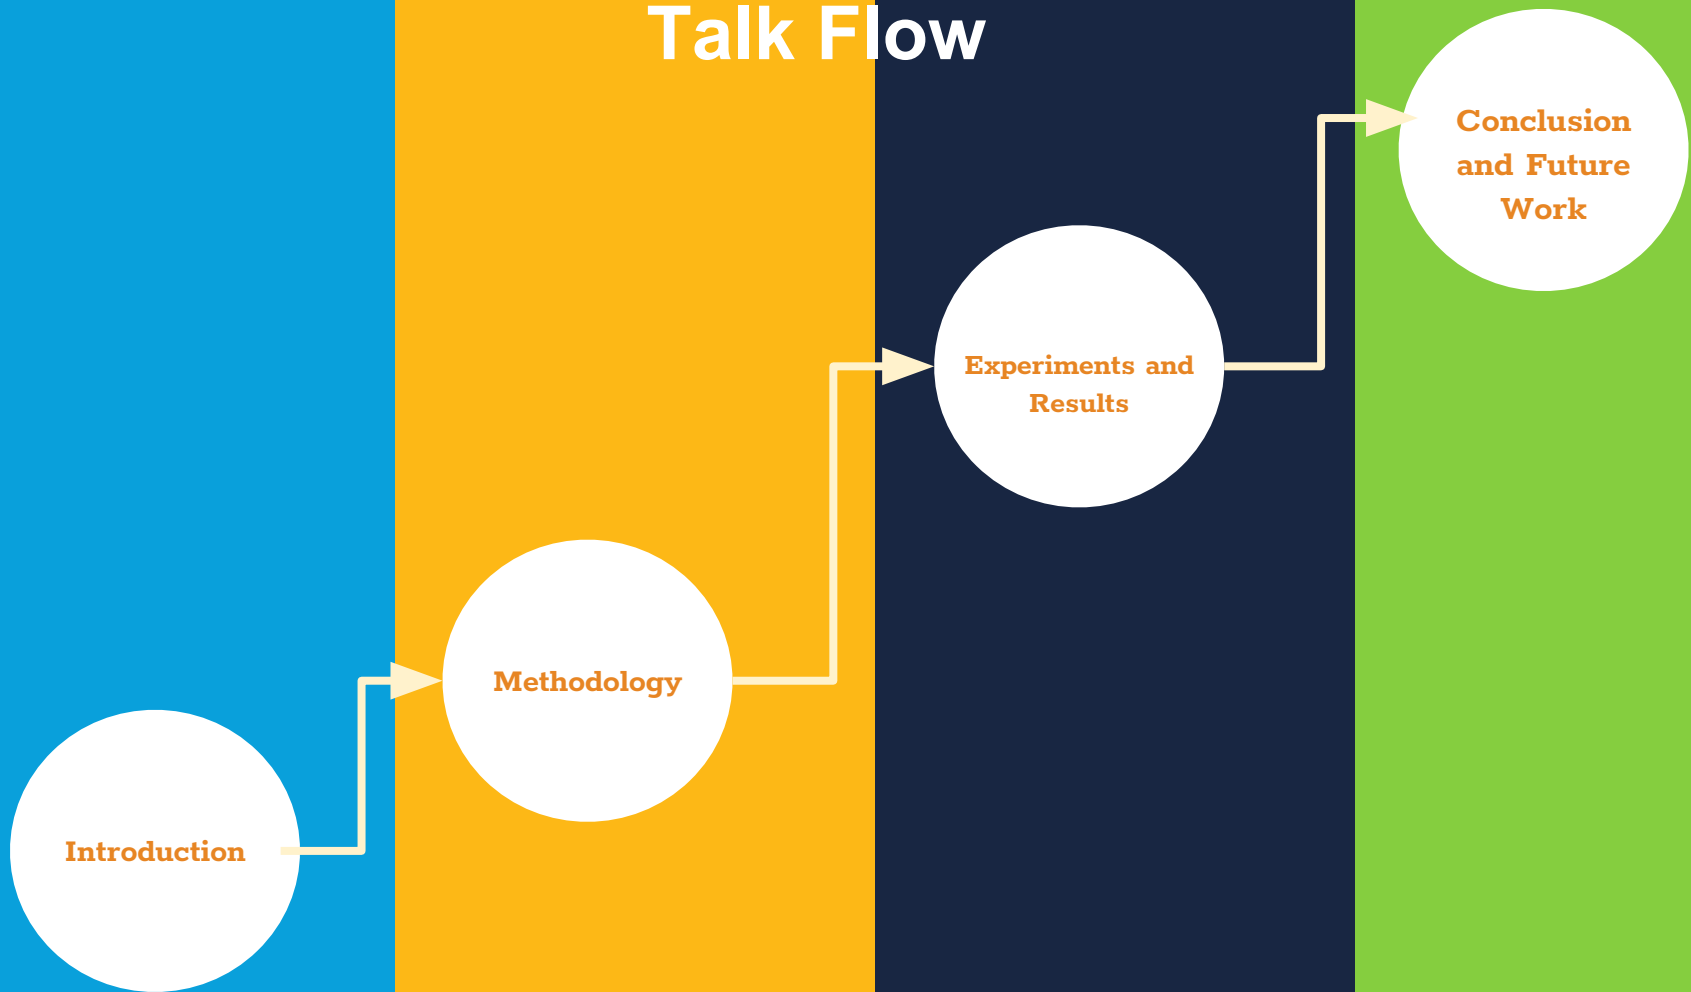 Talk Flow
Introduction
Methodology
Experiments and
Results
Conclusion
and Future
Work